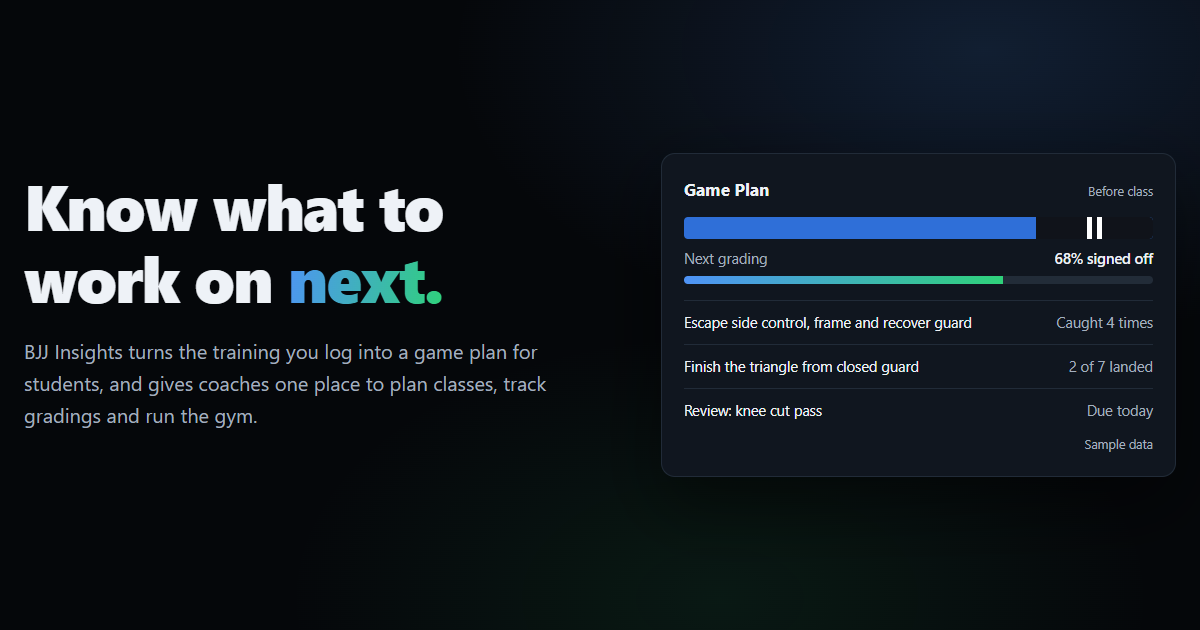 Know what to
work on next.
BJJ Insights turns the training you log into a game plan for
students, and gives coaches one place to plan classes, track
gradings and run the gym.
Game Plan
Before class
Next grading
68% signed off
Escape side control, frame and recover guard
Caught 4 times
Finish the triangle from closed guard
2 of 7 landed
Review: knee cut pass
Due today
Sample data